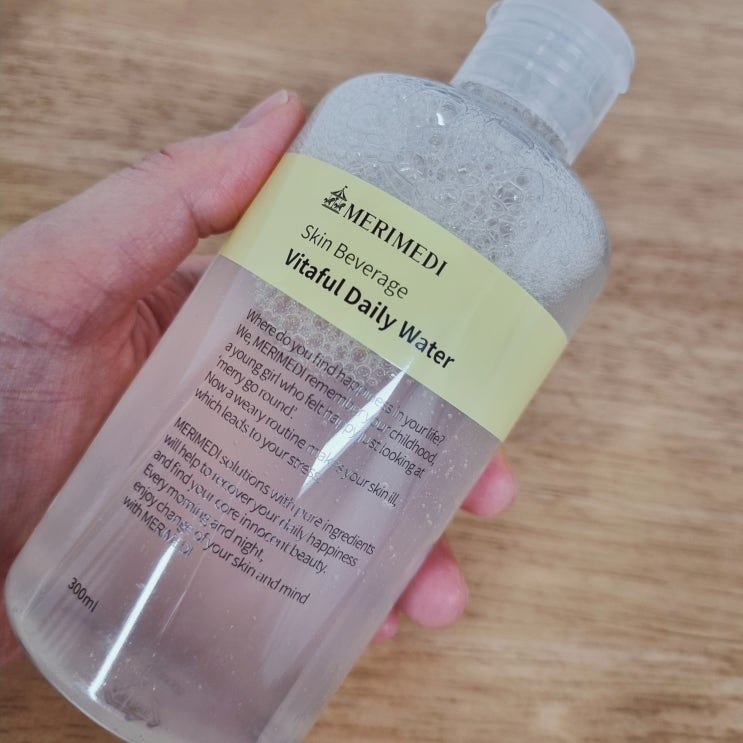 MERIMEDI
Skin Beverage
Vitaful Daily Water
Where do you find happiness in your life?
We, MERIMEDI remember our childhood,
a young girl who felt happy just looking at
'merry go round!'
Now a weary routine makes your skin ill,
which leads to your stress.
MERIMEDI solutions with pure ingredients
will help to recover your daily happiness
and find your core innocent beauty.
Every morning and night,
enjoy change of your skin and mind
with MERIMEDI
300ml